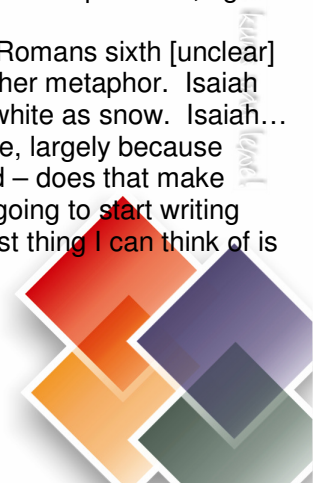 Romans sixth [unclear]
her metaphor. Isaiah
white as snow. Isaiah…
e, largely because
– does that make
going to start writing
st thing I can think of is